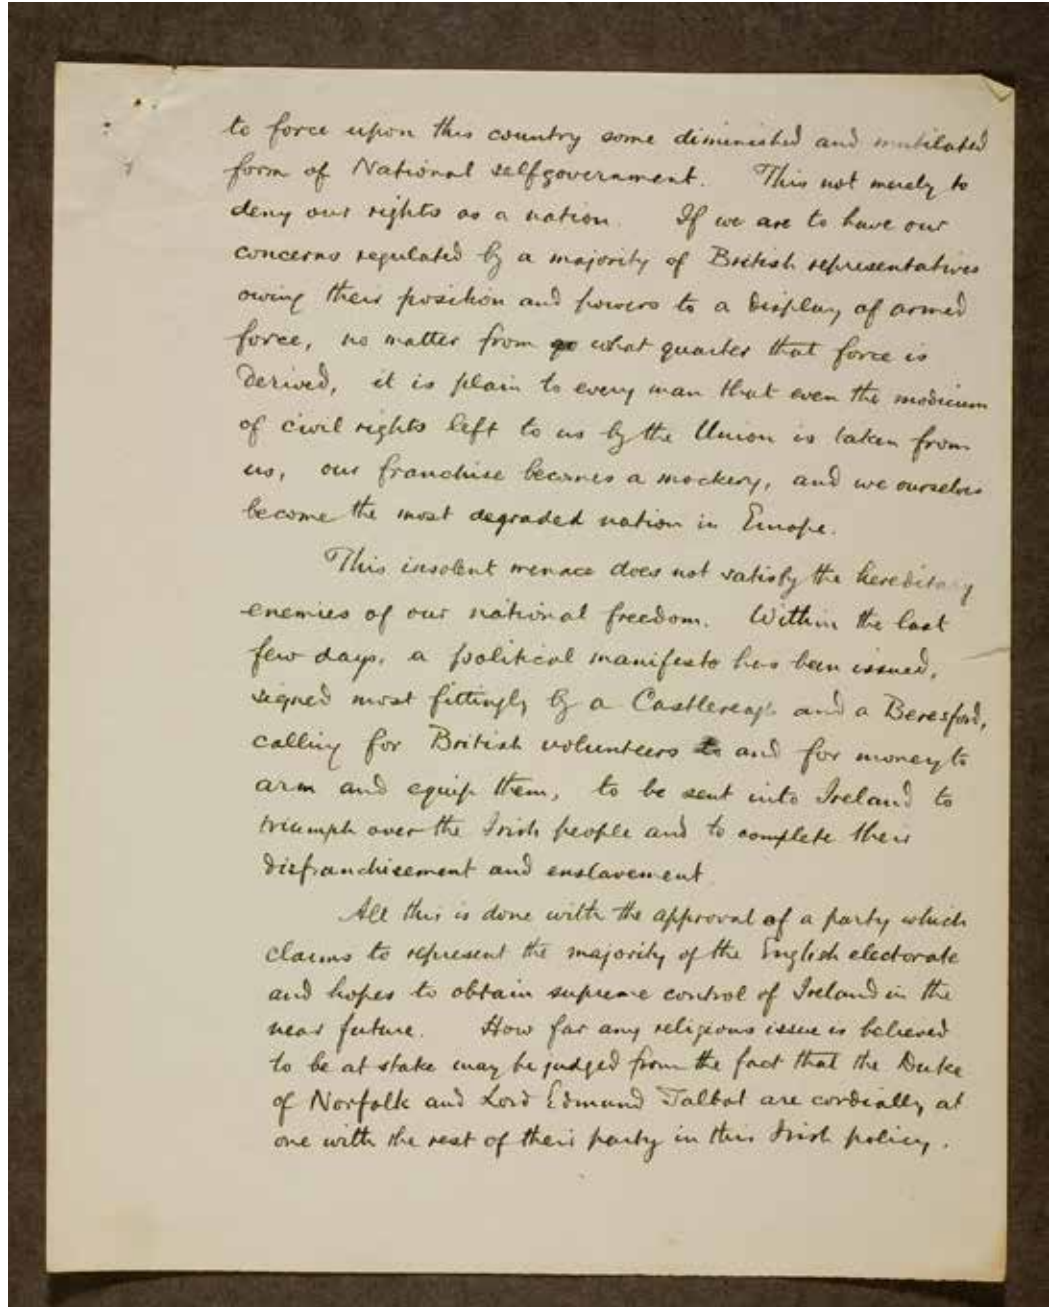 to force upon this country some diminished and mutilated
form of National selfgovernment. This not merely to
deny our rights as a nation. If we are to have our
concerns regulated by a majority of British representatives
owing their position and powers to a display of armed
force, no matter from what quarter that force is
derived, it is plain to every man that even the modicum
of civil rights left to us by the Union is taken from
us, our franchise becomes a mockery, and we ourselves
become the most degraded nation in Europe.
This insolent menace does not satisfy the hereditary
enemies of our national freedom. Within the last
few days, a political manifesto has been issued,
signed most fittingly by a Castlereagh and a Beresford,
calling for British volunteers and for money to
arm and equip them, to be sent into Ireland to
triumph over the Irish people and to complete their
disfranchisement and enslavement
All this is done with the approval of a party which
claims to represent the majority of the English electorate
and hopes to obtain supreme control of Ireland in the
near future. How far any religious issue is believed
to be at stake may be judged from the fact that the Duke
of Norfolk and Lord Edmund Talbot are cordially at
one with the rest of their party in this Irish policy.